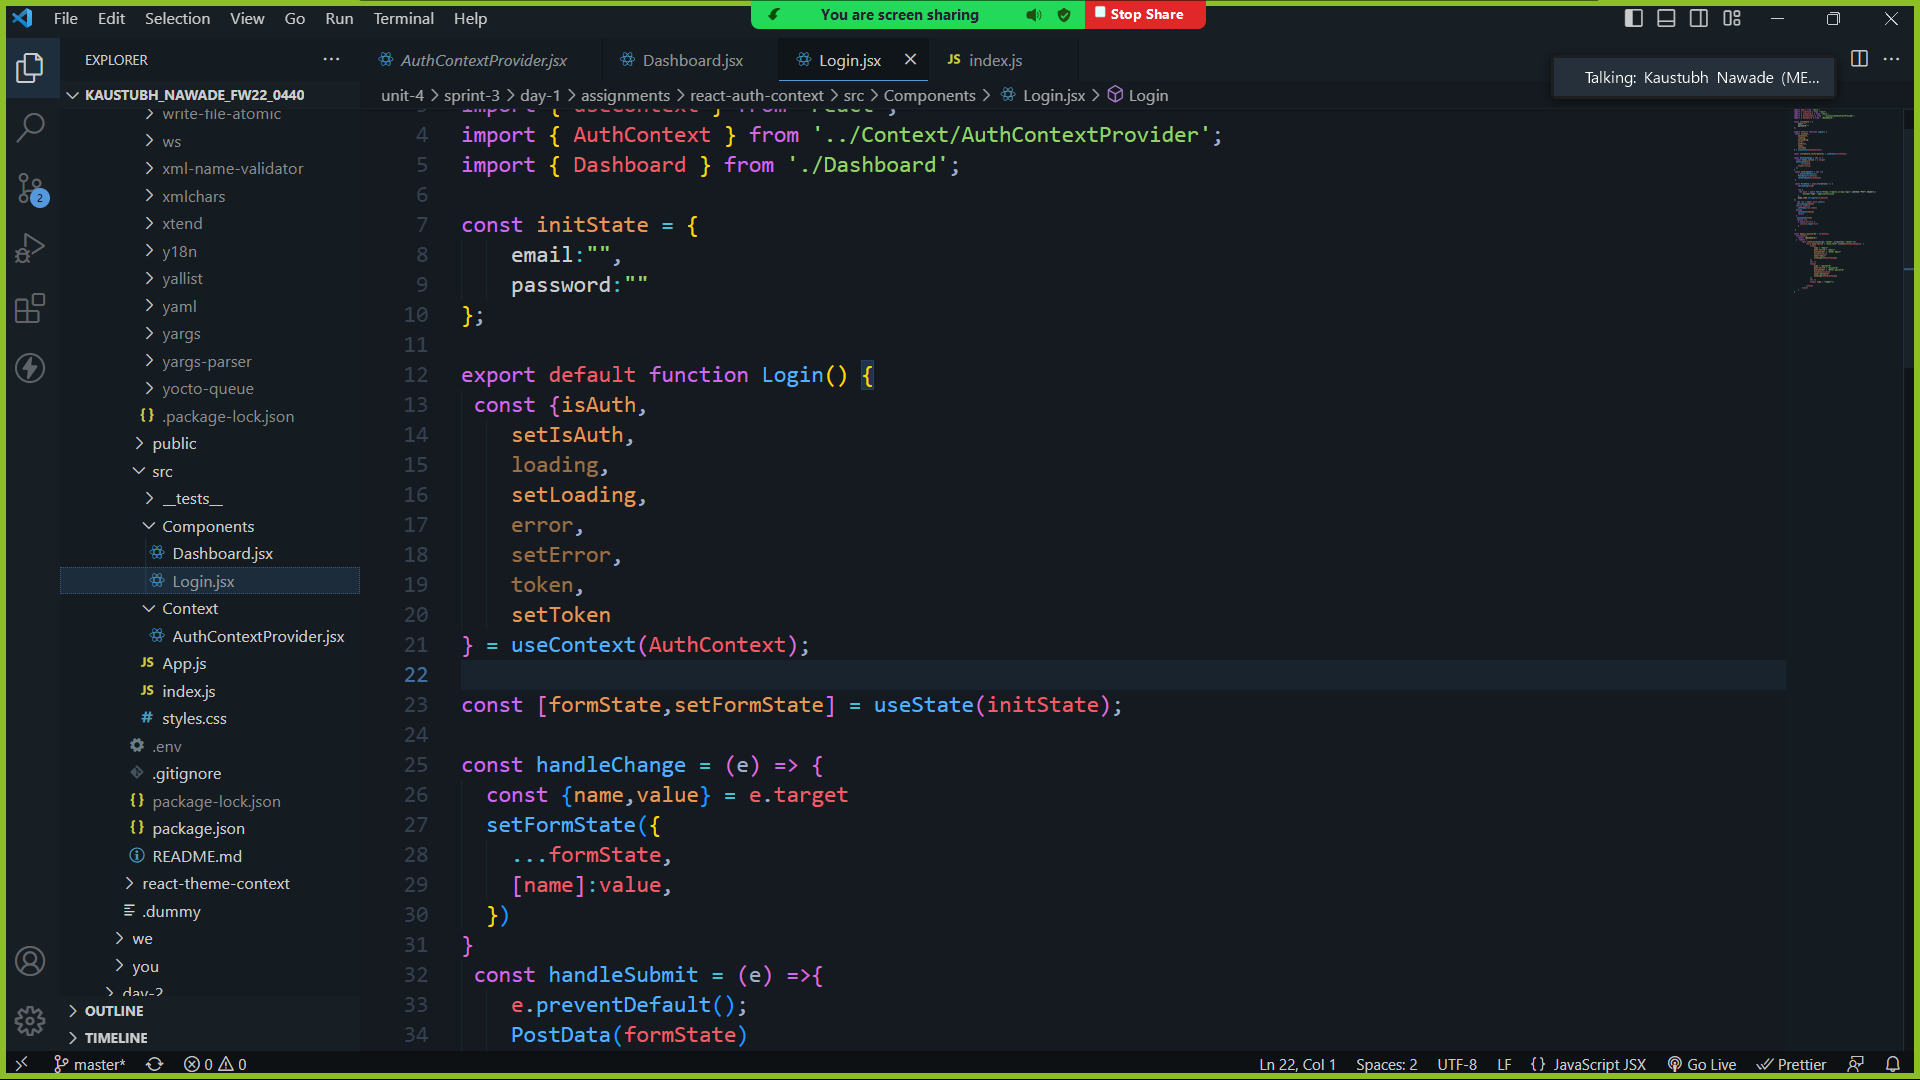 File Edit Selection View Go Run Terminal Help
You are screen sharing
Stop Share
EXPLORER
AuthContextProvider.jsx
Dashboard.jsx
Login.jsx
JS index.js
Talking: Kaustubh Nawade (ME...
KAUSTUBH_NAWADE_FW22_0440
unit-4 > sprint-3 > day-1 > assignments > react-auth-context > src > Components > Login.jsx > Login
write-file-atomic
ws
xml-name-validator
xmlchars
xtend
y18n
yallist
yaml
yargs
yargs-parser
yocto-queue
{} .package-lock.json
public
src
__tests__
Components
Dashboard.jsx
Login.jsx
Context
AuthContextProvider.jsx
JS App.js
JS index.js
# styles.css
.env
.gitignore
{} package-lock.json
{} package.json
README.md
react-theme-context
.dummy
we
you
day-2
OUTLINE
TIMELINE
2
3 import { useContext } from 'react';
4 import { AuthContext } from '../Context/AuthContextProvider';
5 import { Dashboard } from './Dashboard';
6
7 const initState = {
8 email:"",
9 password:""
10 };
11
12 export default function Login() {
13 const {isAuth,
14 setIsAuth,
15 loading,
16 setLoading,
17 error,
18 setError,
19 token,
20 setToken
21 } = useContext(AuthContext);
22
23 const [formState,setFormState] = useState(initState);
24
25 const handleChange = (e) => {
26 const {name,value} = e.target
27 setFormState({
28 ...formState,
29 [name]:value,
30 })
31 }
32 const handleSubmit = (e) =>{
33 e.preventDefault();
34 PostData(formState)
master* 0 0
Ln 22, Col 1 Spaces: 2 UTF-8 LF {} JavaScript JSX Go Live Prettier